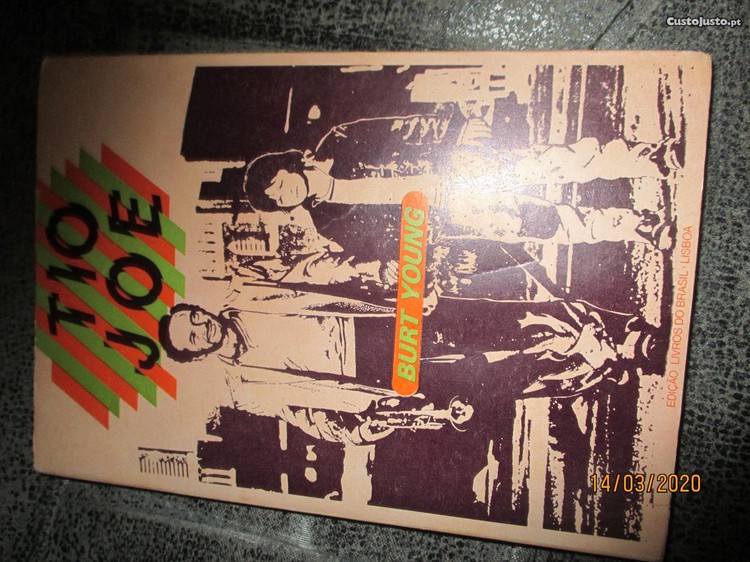 TIO
JOE
BURT YOUNG
EDIÇÃO LIVROS DO BRASIL LISBOA
CustoJusto.pt
14/03/2020